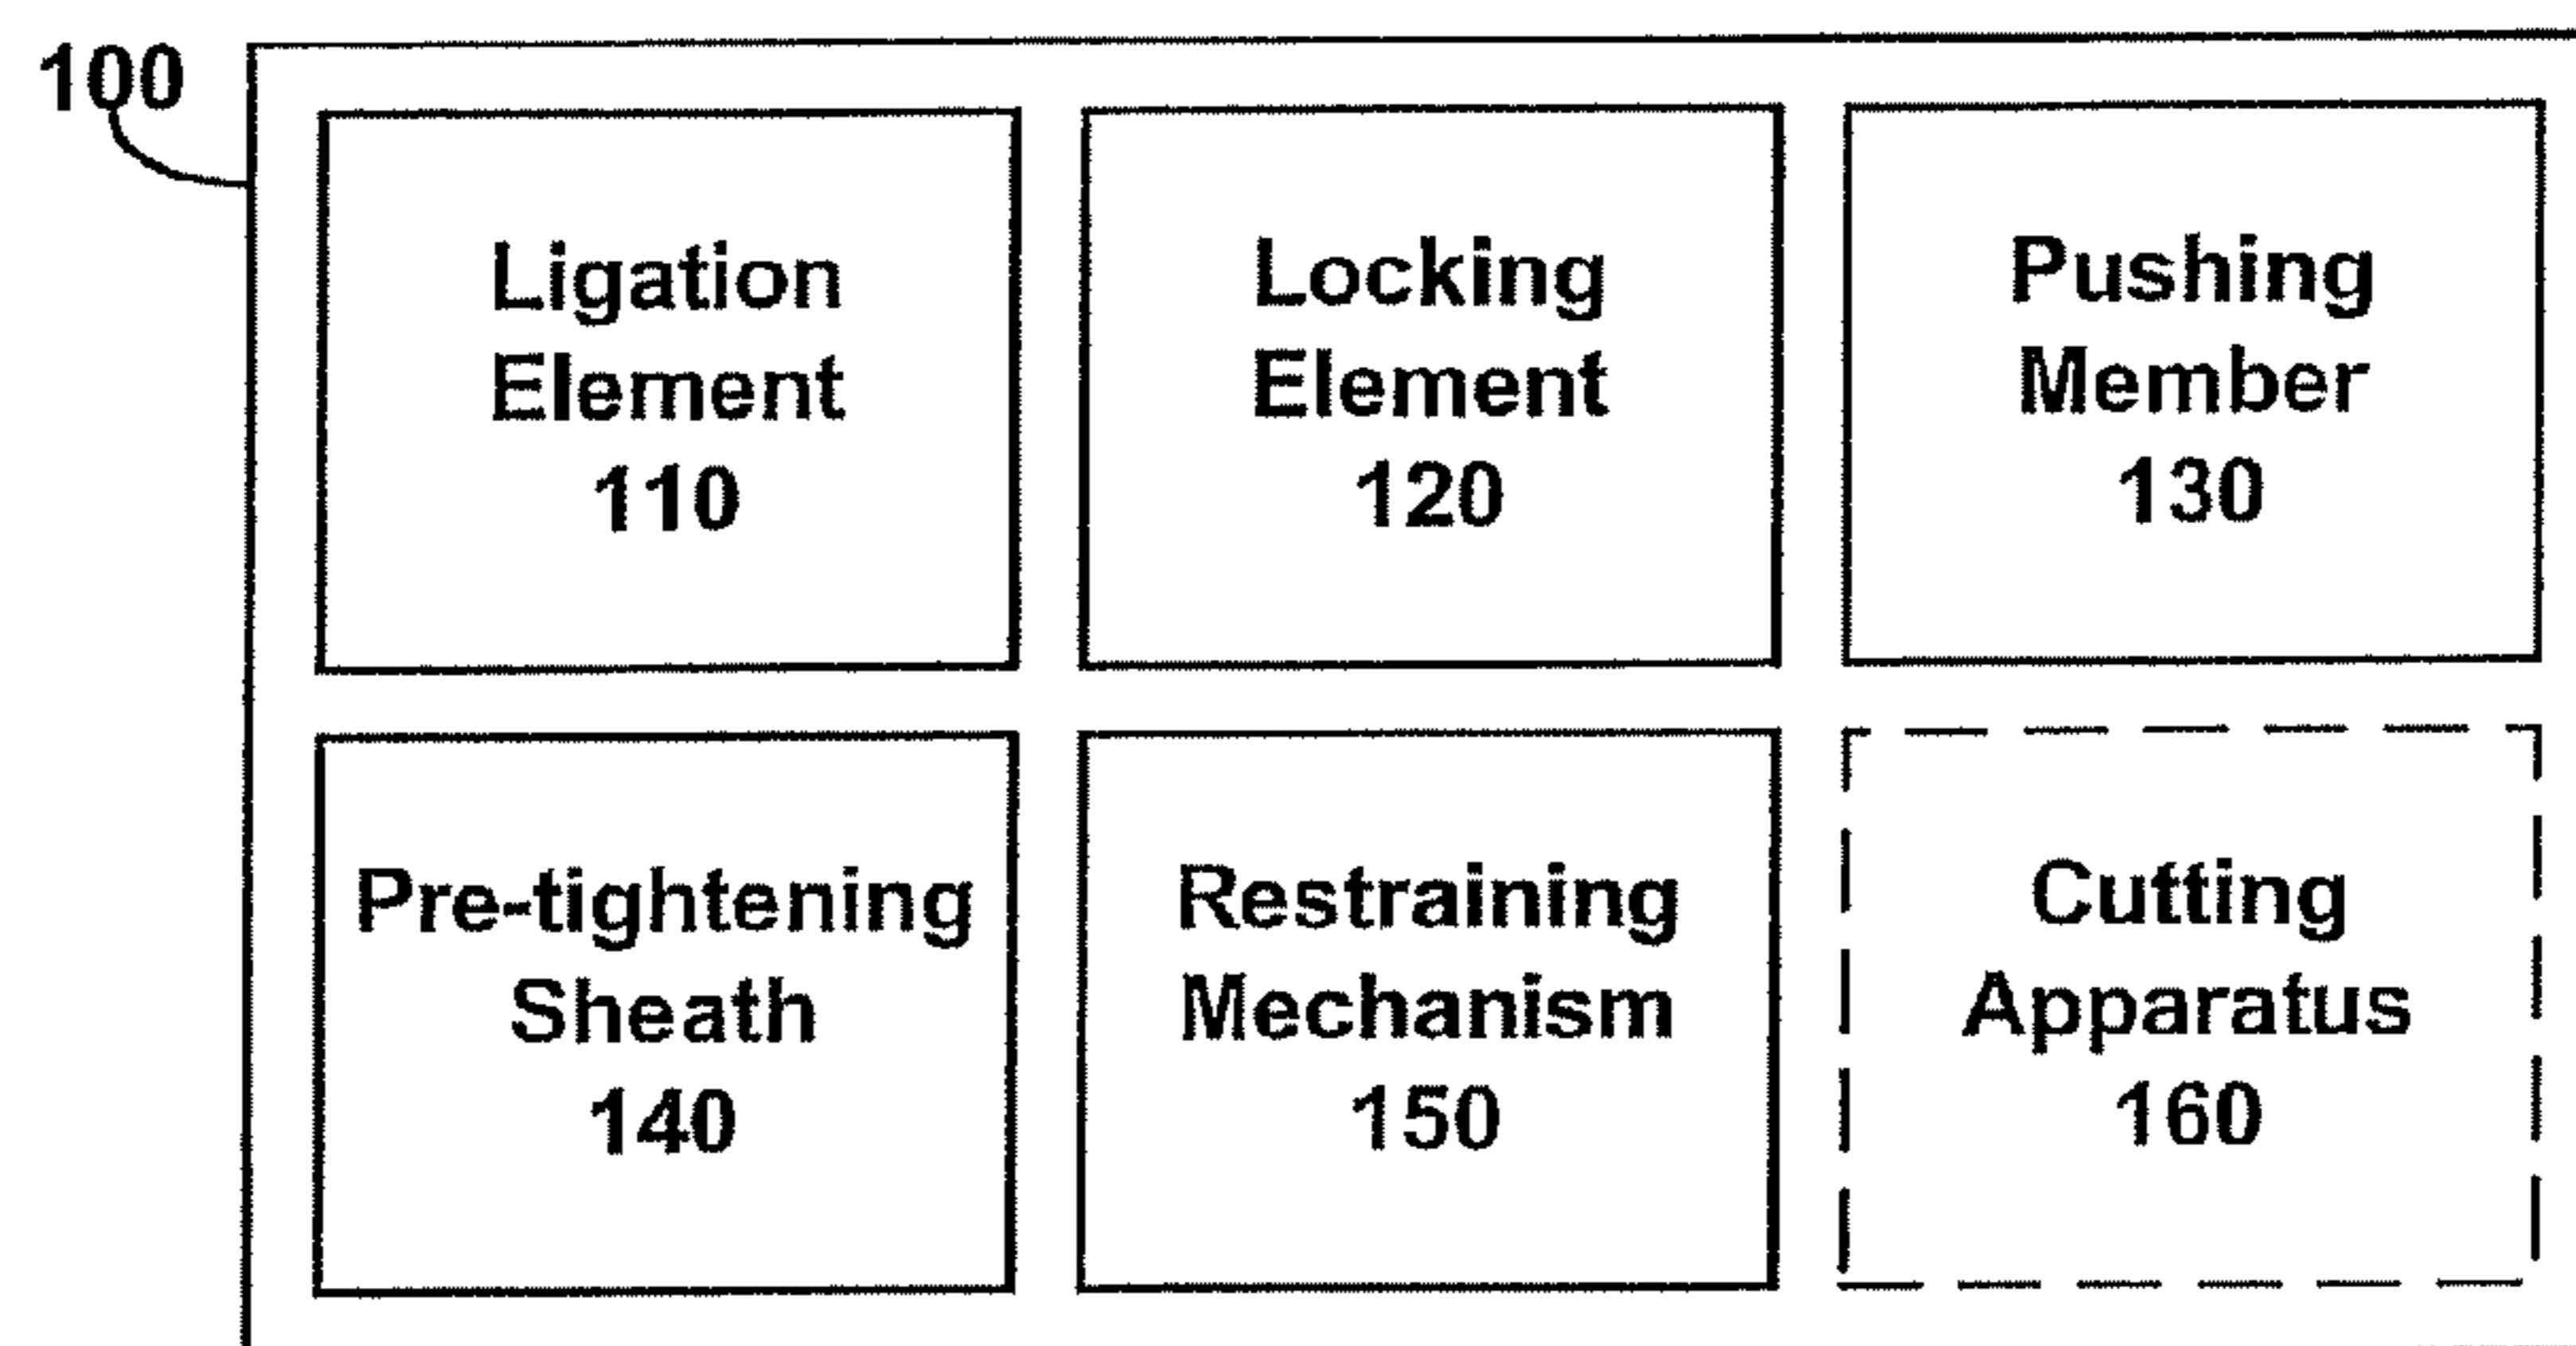 100
Ligation
Element
110
Locking
Element
120
Pushing
Member
130
Pre-tightening
Sheath
140
Restraining
Mechanism
150
Cutting
Apparatus
160